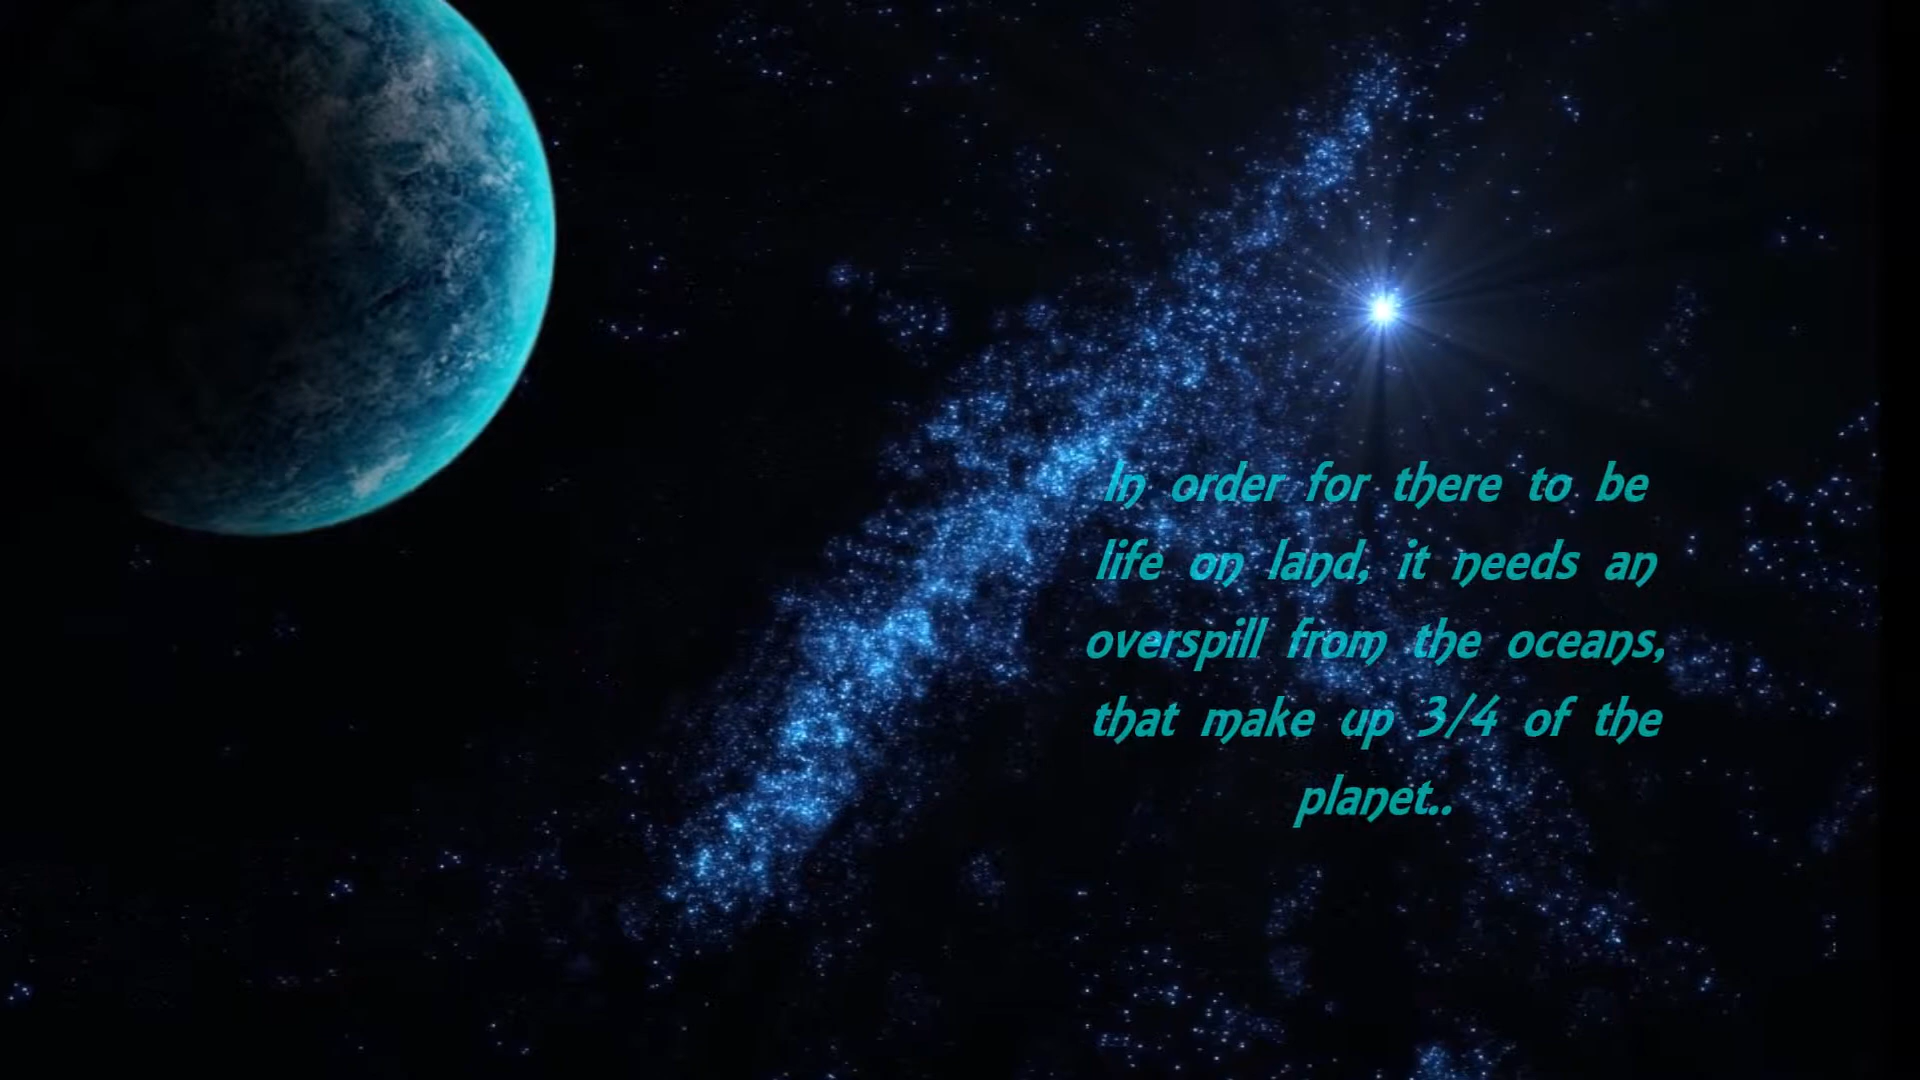 In order for there to be
life on land, it needs an
overspill from the oceans,
that make up 3/4 of the
planet..